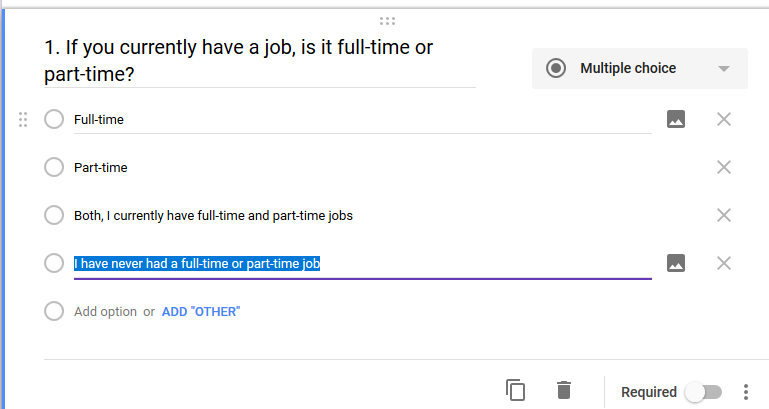 1. If you currently have a job, is it full-time or
part-time?
Multiple choice
Full-time
Part-time
Both, I currently have full-time and part-time jobs
I have never had a full-time or part-time job
Add option or ADD "OTHER"
Required